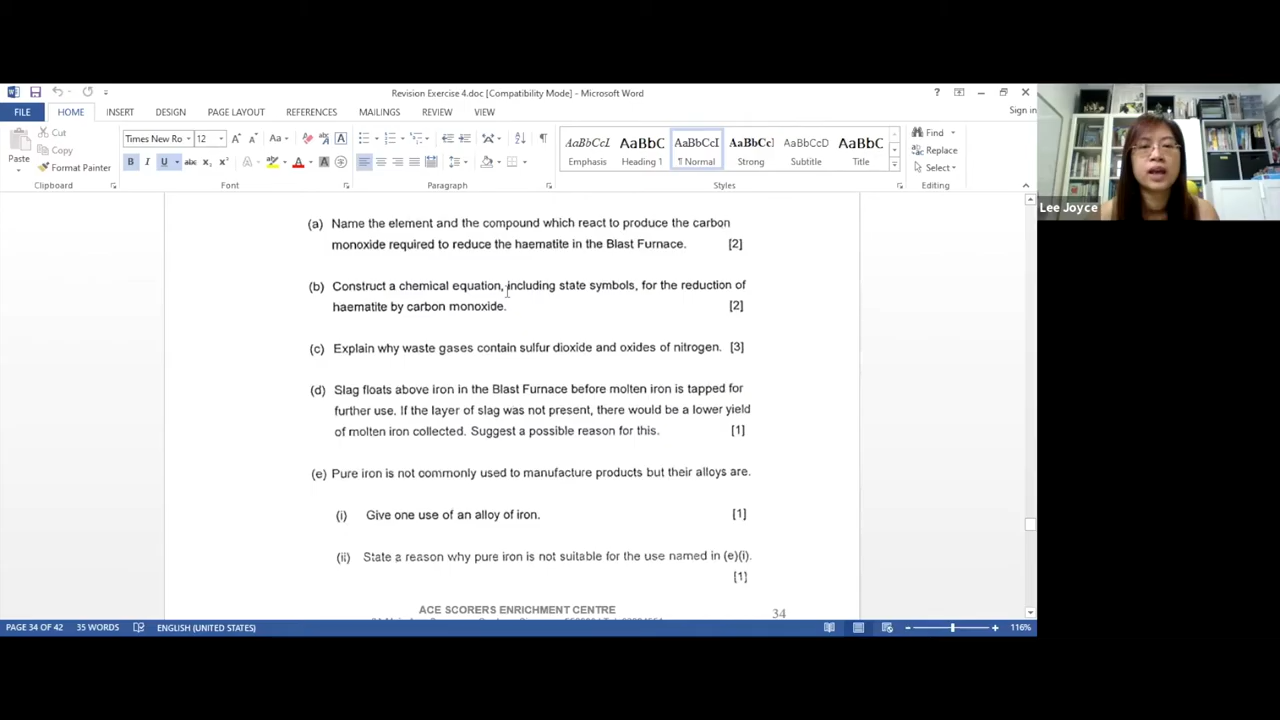 Revision Exercise 4.doc [Compatibility Mode] - Microsoft Word
Sign in
FILE HOME INSERT DESIGN PAGE LAYOUT REFERENCES MAILINGS REVIEW VIEW
Paste
Cut
Copy
Format Painter
Clipboard
Times New Ro 12
Font
Paragraph
AaBbCcL AaBbC AaBbCcI AaBbCc AaBbCcD AaBbC
Emphasis Heading 1 ¶ Normal Strong Subtitle Title
Styles
Find
Replace
Select
Editing
Lee Joyce
(a) Name the element and the compound which react to produce the carbon
monoxide required to reduce the haematite in the Blast Furnace. [2]
(b) Construct a chemical equation, including state symbols, for the reduction of
haematite by carbon monoxide. [2]
(c) Explain why waste gases contain sulfur dioxide and oxides of nitrogen. [3]
(d) Slag floats above iron in the Blast Furnace before molten iron is tapped for
further use. If the layer of slag was not present, there would be a lower yield
of molten iron collected. Suggest a possible reason for this. [1]
(e) Pure iron is not commonly used to manufacture products but their alloys are.
(i) Give one use of an alloy of iron. [1]
(ii) State a reason why pure iron is not suitable for the use named in (e)(i).
[1]
ACE SCORERS ENRICHMENT CENTRE
34
PAGE 34 OF 42 35 WORDS ENGLISH (UNITED STATES) 116%